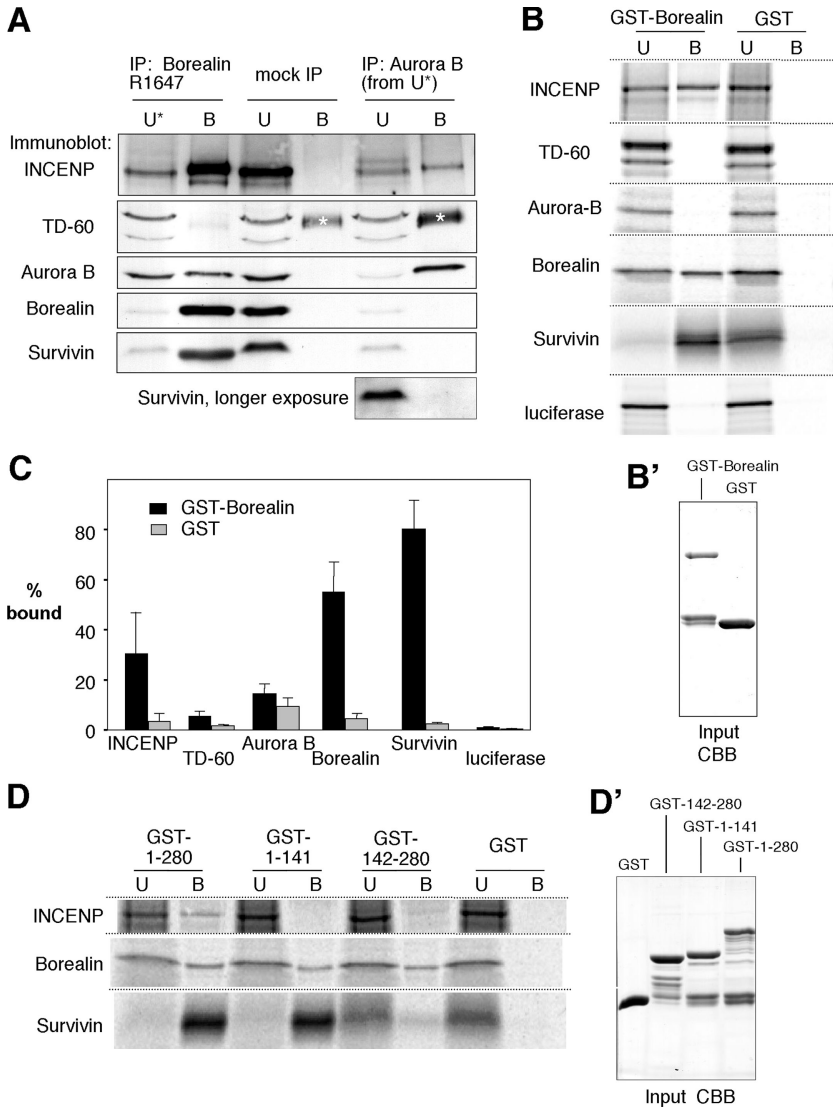 A
IP: Borealin
R1647
mock IP
IP: Aurora B
(from U*)
U* B U B U B
Immunoblot:
INCENP
TD-60
* *
Aurora B
Borealin
Survivin
Survivin, longer exposure
B
GST-Borealin GST
U B U B
INCENP
TD-60
Aurora-B
Borealin
Survivin
luciferase
C
GST-Borealin
GST
%
bound
80
60
40
20
0
INCENP TD-60 Aurora B Borealin Survivin luciferase
B’
GST-Borealin
GST
Input
CBB
D
GST-
1-280
GST-
1-141
GST-
142-280
GST
U B U B U B U B
INCENP
Borealin
Survivin
D’
GST-142-280
GST-1-141
GST-1-280
GST
Input CBB